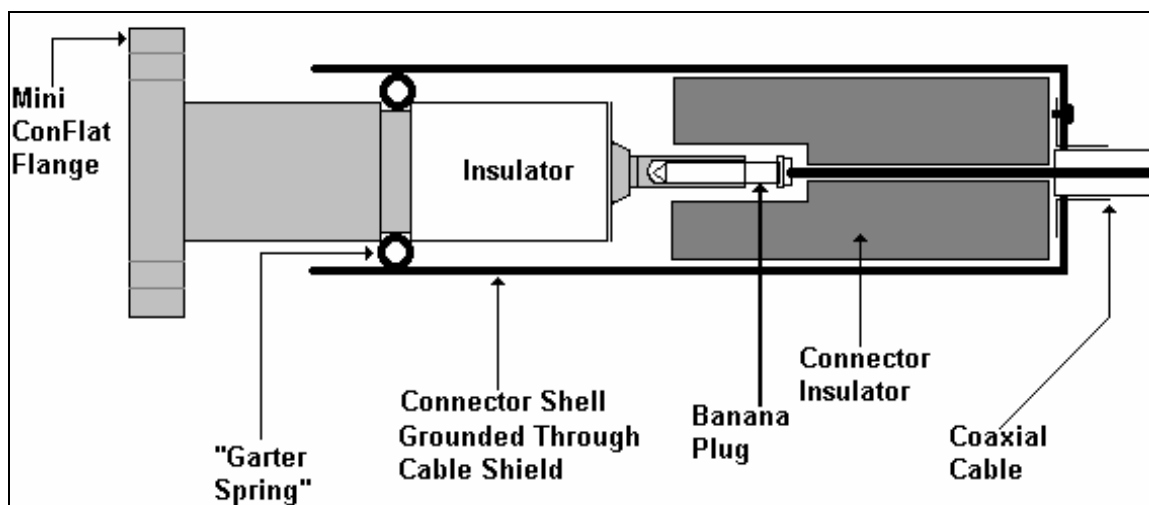 Mini
ConFlat
Flange
Insulator
"Garter
Spring"
Connector Shell
Grounded Through
Cable Shield
Banana
Plug
Connector
Insulator
Coaxial
Cable